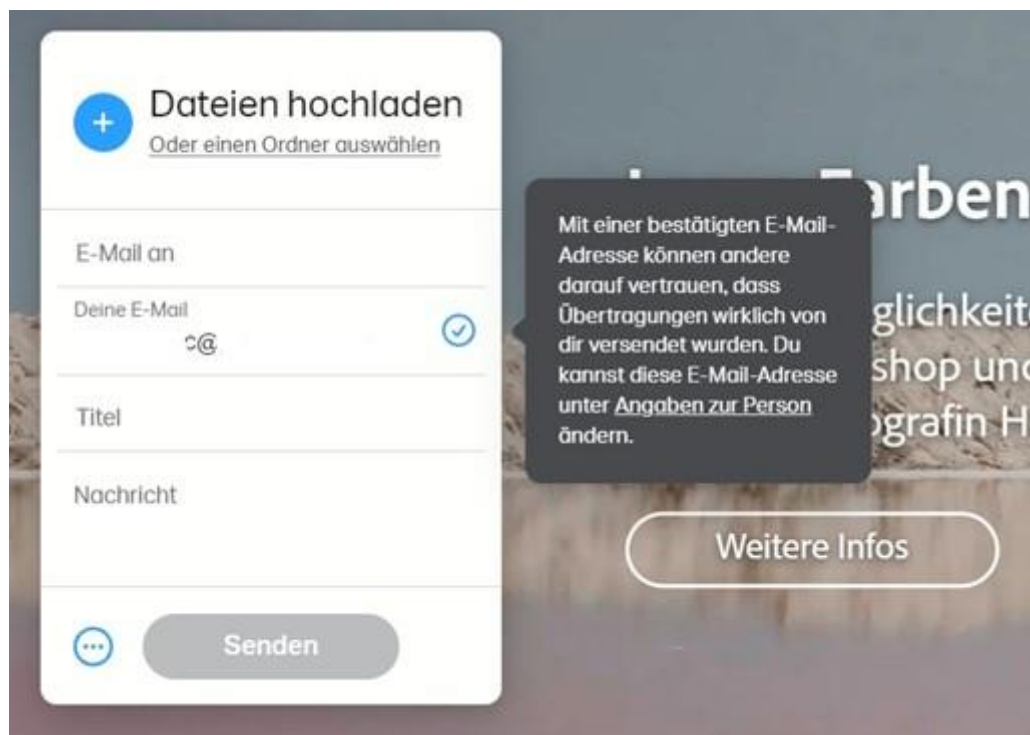 Dateien hochladen
Oder einen Ordner auswählen
E-Mail an
Deine E-Mail
Titel
Nachricht
Senden
Mit einer bestätigten E-Mail-
Adresse können andere
darauf vertrauen, dass
Übertragungen wirklich von
dir versendet wurden. Du
kannst diese E-Mail-Adresse
unter Angaben zur Person
ändern.
shop und
Weitere Infos